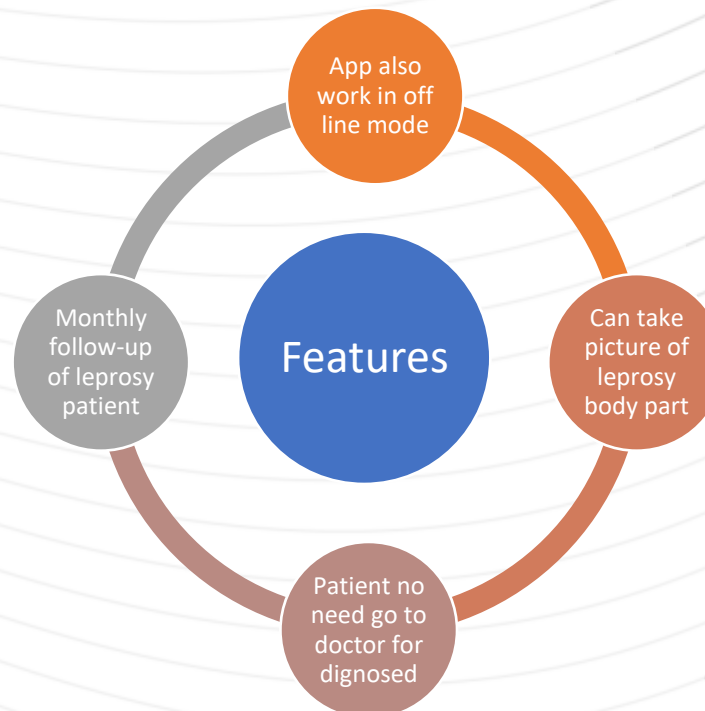 App also
work in off
line mode
Monthly
follow-up
of leprosy
patient
Features
Can take
picture of
leprosy
body part
Patient no
need go to
doctor for
dignosed